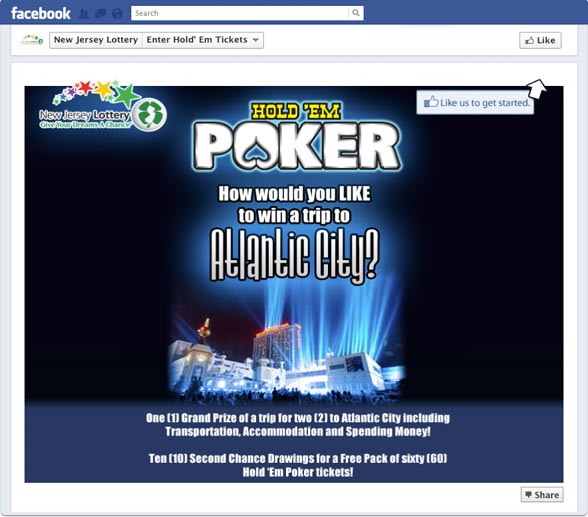 facebook
Search
New Jersey Lottery
Enter Hold' Em Tickets
Like
New Jersey Lottery
Give Your Dreams A Chance
Like us to get started.
HOLD 'EM
POKER
How would you LIKE
to win a trip to
Atlantic City?
One (1) Grand Prize of a trip for two (2) to Atlantic City including
Transportation, Accommodation and Spending Money!
Ten (10) Second Chance Drawings for a Free Pack of sixty (60)
Hold 'Em Poker tickets!
Share